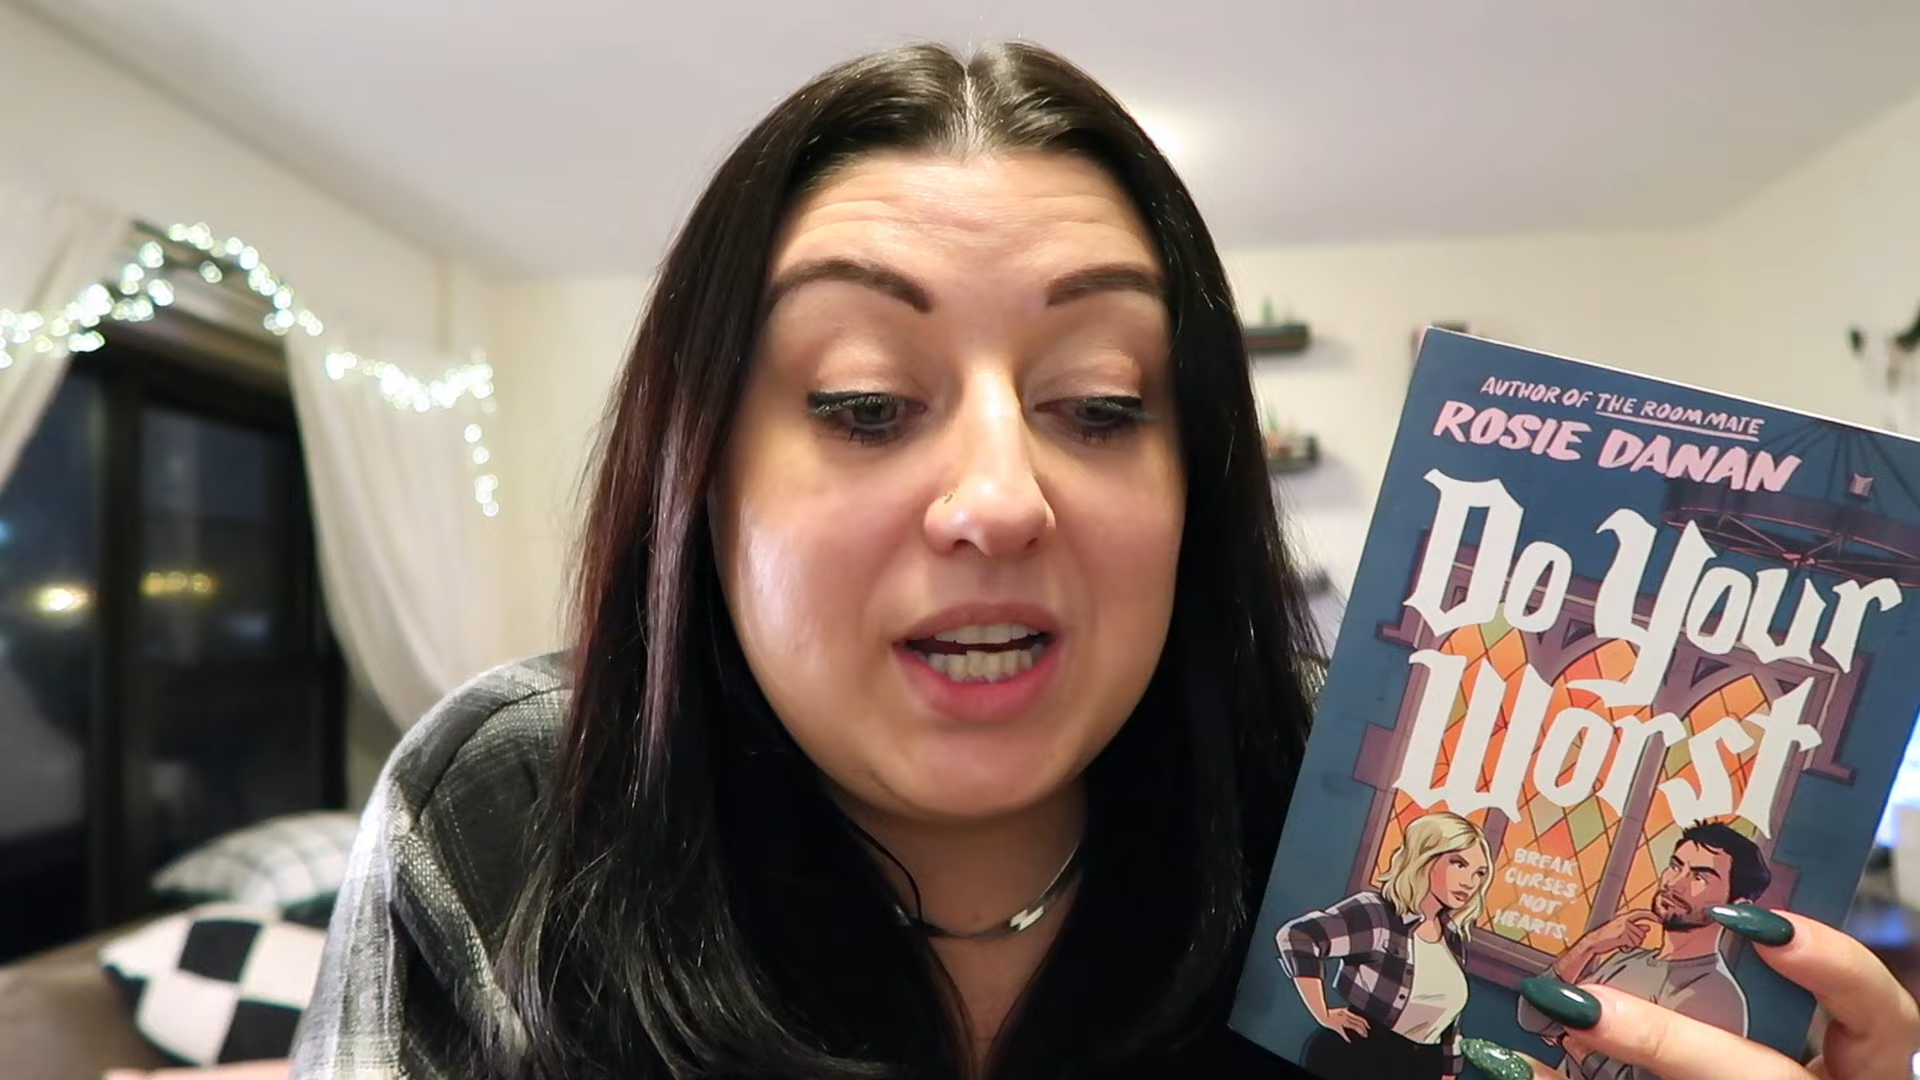 AUTHOR OF THE ROOMMATE
ROSIE DANAN
Do Your
Worst
BREAK
CURSES,
NOT
HEARTS.